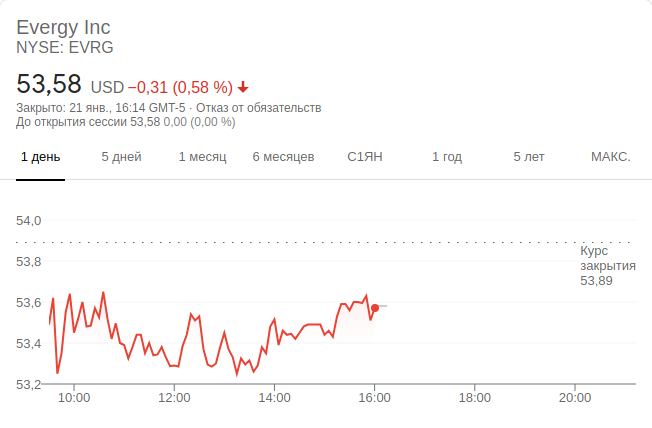 Evergy Inc
NYSE: EVRG
53,58 USD −0,31 (0,58 %)
Закрыто: 21 янв., 16:14 GMT-5 · Отказ от обязательств
До открытия сессии 53,58 0,00 (0,00 %)
1 день 5 дней 1 месяц 6 месяцев С1ЯН 1 год 5 лет МАКС.
54,0
53,8
53,6
53,4
53,2
Курс
закрытия
53,89
10:00 12:00 14:00 16:00 18:00 20:00